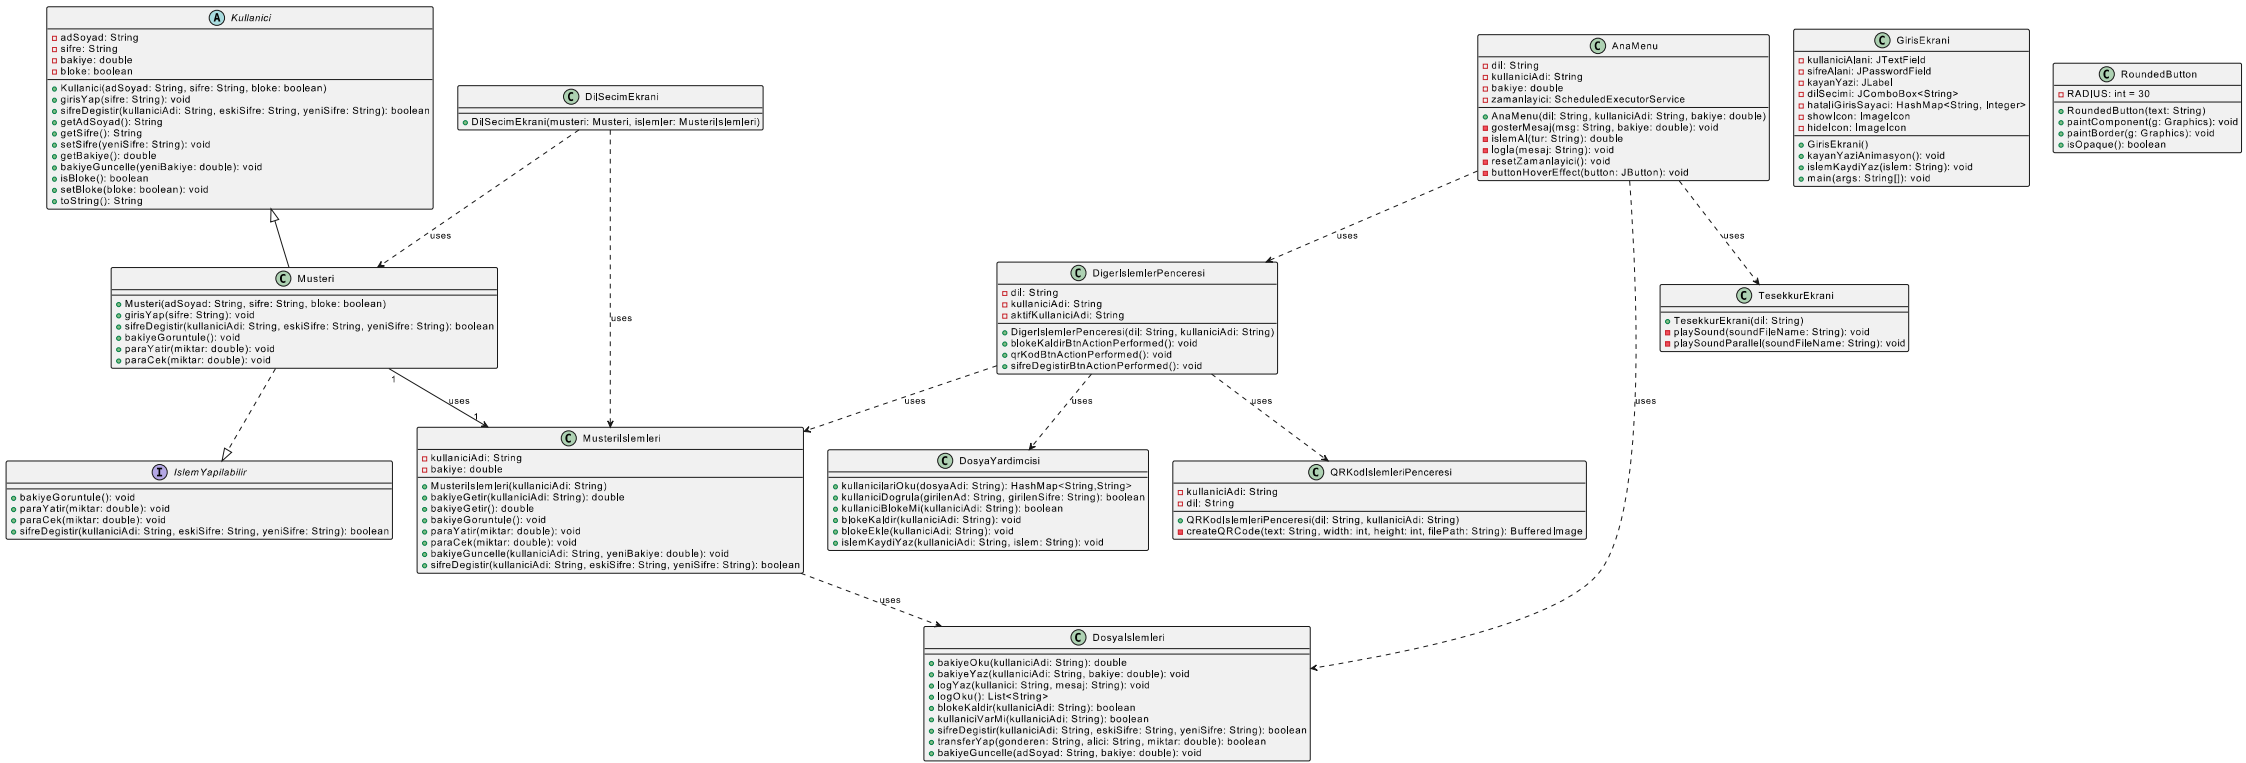 A Kullanici
adSoyad: String
sifre: String
bakiye: double
bloke: boolean
Kullanici(adSoyad: String, sifre: String, bloke: boolean)
girisYap(sifre: String): void
sifreDegistir(kullaniciAdi: String, eskiSifre: String, yeniSifre: String): boolean
getAdSoyad(): String
getSifre(): String
setSifre(yeniSifre: String): void
getBakiye(): double
bakiyeGuncelle(yeniBakiye: double): void
isBloke(): boolean
setBloke(bloke: boolean): void
toString(): String
C DilSecimEkrani
DilSecimEkrani(musteri: Musteri, islemler: MusteriIslemleri)
C AnaMenu
dil: String
kullaniciAdi: String
bakiye: double
zamanlayici: ScheduledExecutorService
AnaMenu(dil: String, kullaniciAdi: String, bakiye: double)
gosterMesaj(msg: String, bakiye: double): void
islemAl(tur: String): double
logla(mesaj: String): void
resetZamanlayici(): void
buttonHoverEffect(button: JButton): void
C GirisEkrani
kullaniciAlani: JTextField
sifreAlani: JPasswordField
kayanYazi: JLabel
dilSecimi: JComboBox<String>
hataliGirisSayaci: HashMap<String, Integer>
showIcon: ImageIcon
hideIcon: ImageIcon
GirisEkrani()
kayanYaziAnimasyon(): void
islemKaydiYaz(islem: String): void
main(args: String[]): void
C RoundedButton
RADIUS: int = 30
RoundedButton(text: String)
paintComponent(g: Graphics): void
paintBorder(g: Graphics): void
isOpaque(): boolean
uses
uses
uses
C Musteri
Musteri(adSoyad: String, sifre: String, bloke: boolean)
girisYap(sifre: String): void
sifreDegistir(kullaniciAdi: String, eskiSifre: String, yeniSifre: String): boolean
bakiyeGoruntule(): void
paraYatir(miktar: double): void
paraCek(miktar: double): void
uses
C DigerIslemlerPenceresi
dil: String
kullaniciAdi: String
aktifKullaniciAdi: String
DigerIslemlerPenceresi(dil: String, kullaniciAdi: String)
blokeKaldirBtnActionPerformed(): void
qrKodBtnActionPerformed(): void
sifreDegistirBtnActionPerformed(): void
C TesekkurEkrani
TesekkurEkrani(dil: String)
playSound(soundFileName: String): void
playSoundParallel(soundFileName: String): void
1
uses
1
uses
uses
uses
uses
C IslemYapilabilir
I
bakiyeGoruntule(): void
paraYatir(miktar: double): void
paraCek(miktar: double): void
sifreDegistir(kullaniciAdi: String, eskiSifre: String, yeniSifre: String): boolean
C MusteriIslemleri
kullaniciAdi: String
bakiye: double
MusteriIslemleri(kullaniciAdi: String)
bakiyeGetir(kullaniciAdi: String): double
bakiyeGetir(): double
bakiyeGoruntule(): void
paraYatir(miktar: double): void
paraCek(miktar: double): void
bakiyeGuncelle(kullaniciAdi: String, yeniBakiye: double): void
sifreDegistir(kullaniciAdi: String, eskiSifre: String, yeniSifre: String): boolean
C DosyaYardimcisi
kullanicilariOku(dosyaAdi: String): HashMap<String,String>
kullaniciDogrula(girilenAd: String, girilenSifre: String): boolean
kullaniciBlokeMi(kullaniciAdi: String): boolean
blokeKaldir(kullaniciAdi: String): void
blokeEkle(kullaniciAdi: String): void
islemKaydiYaz(kullaniciAdi: String, islem: String): void
C QRKodIslemleriPenceresi
kullaniciAdi: String
dil: String
QRKodIslemleriPenceresi(dil: String, kullaniciAdi: String)
createQRCode(text: String, width: int, height: int, filePath: String): BufferedImage
uses
C DosyaIslemleri
bakiyeOku(kullaniciAdi: String): double
bakiyeYaz(kullaniciAdi: String, bakiye: double): void
logYaz(kullanici: String, mesaj: String): void
logOku(): List<String>
blokeKaldir(kullaniciAdi: String): boolean
kullaniciVarMi(kullaniciAdi: String): boolean
sifreDegistir(kullaniciAdi: String, eskiSifre: String, yeniSifre: String): boolean
transferYap(gonderen: String, alici: String, miktar: double): boolean
bakiyeGuncelle(adSoyad: String, bakiye: double): void